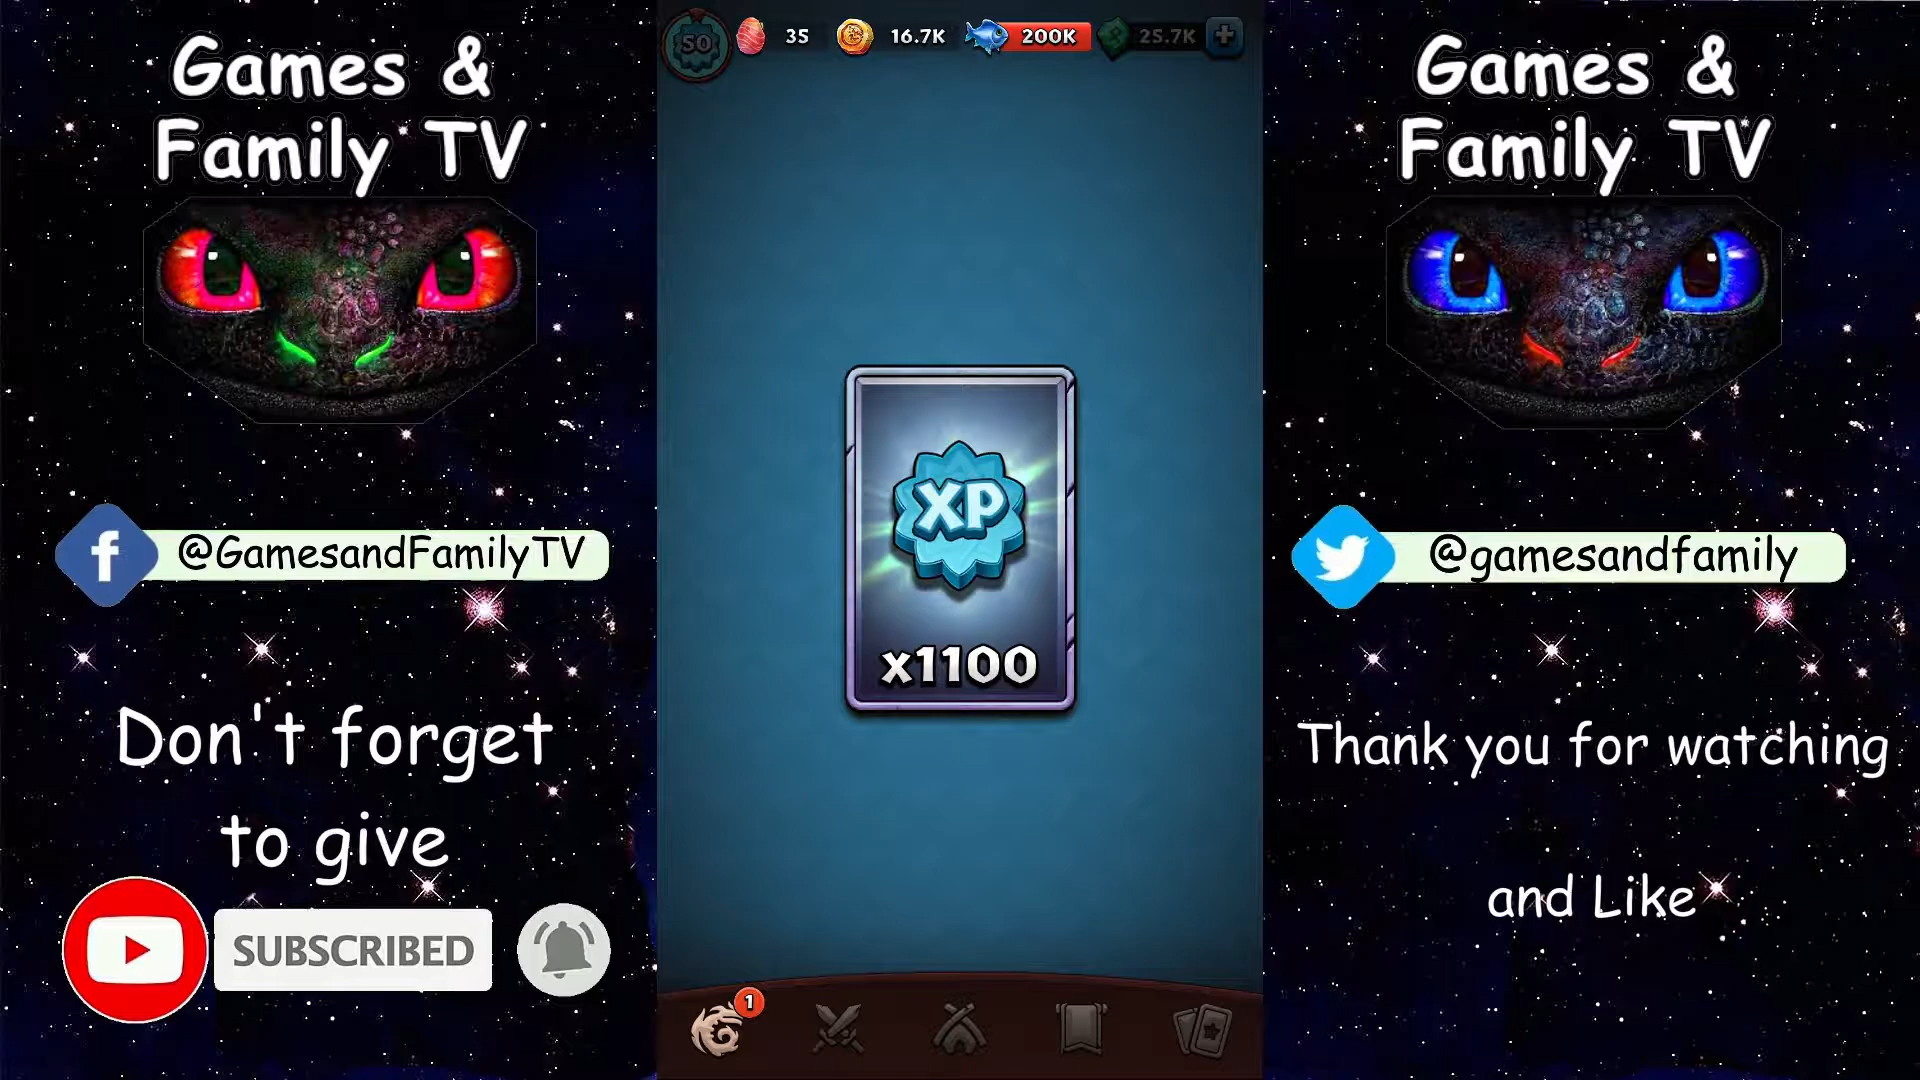 Games &
Family TV
@GamesandFamilyTV
Don't forget
to give
SUBSCRIBED
50
35
16.7K
200K
25.7K
XP
x1100
1
Games &
Family TV
@gamesandfamily
Thank you for watching
and Like